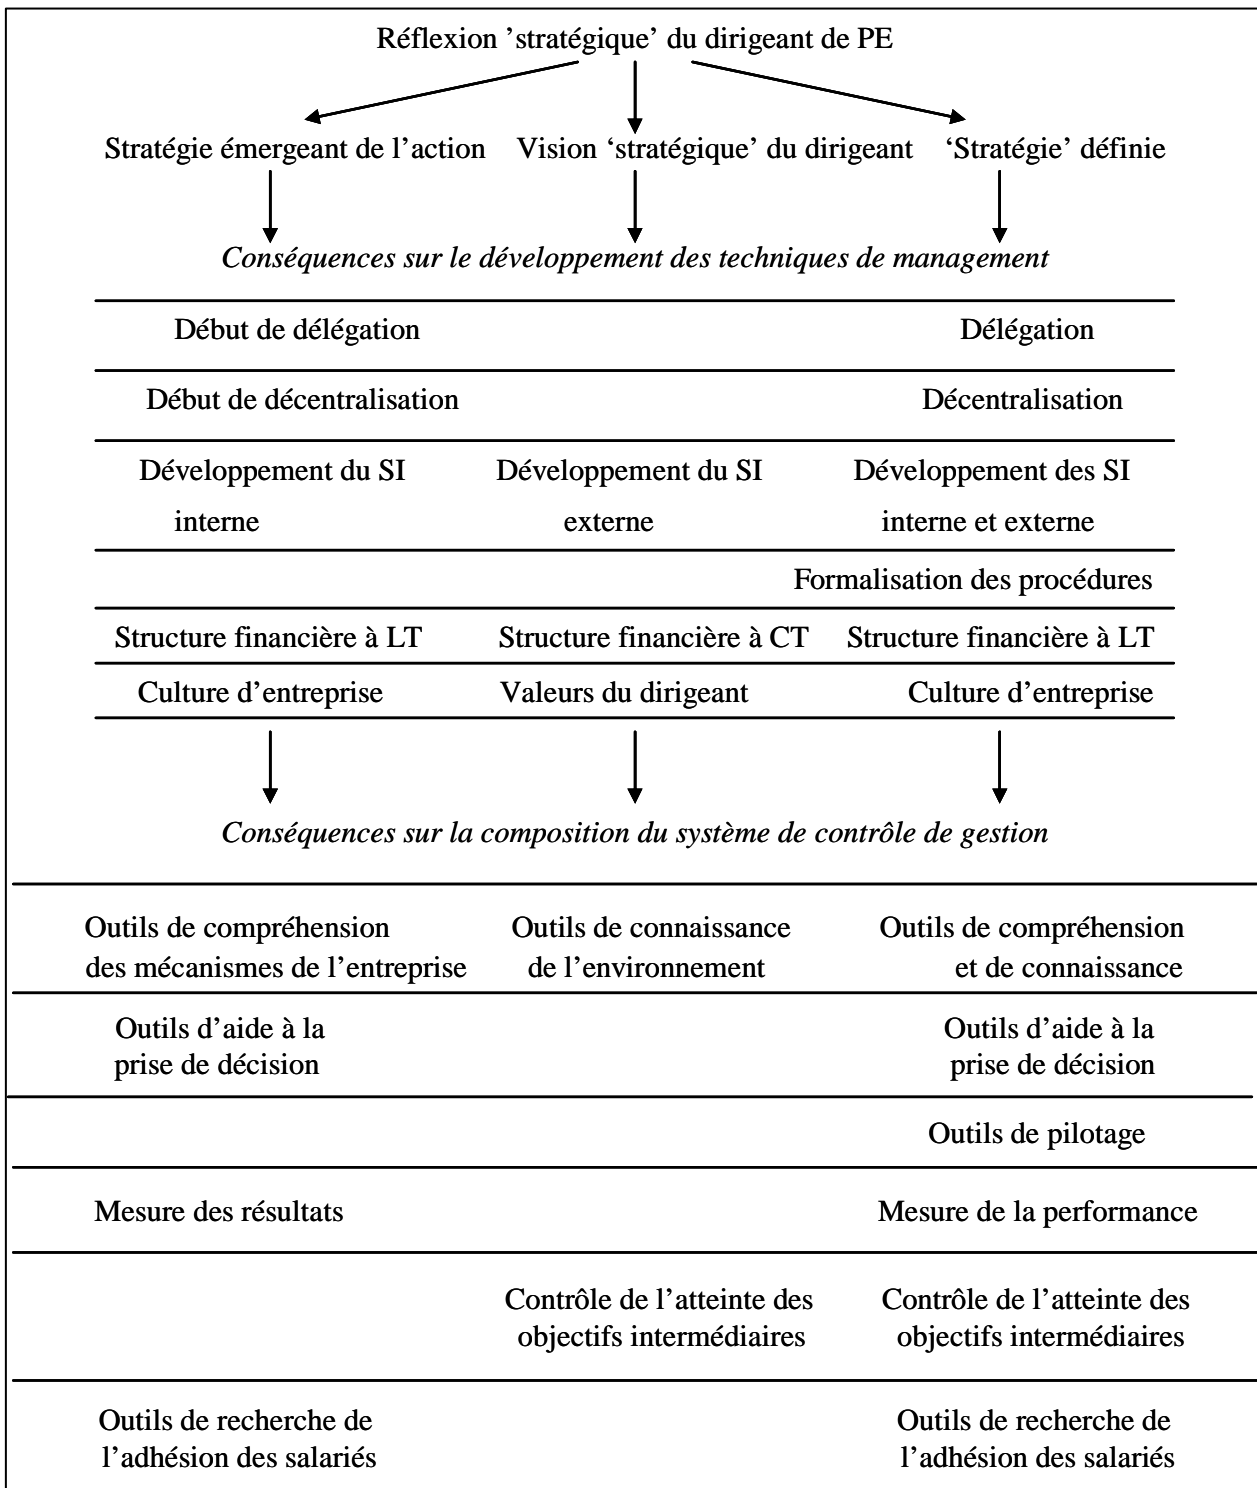 Réflexion ’stratégique’ du dirigeant de PE
Stratégie émergeant de l’action Vision ‘stratégique’ du dirigeant ‘Stratégie’ définie
Conséquences sur le développement des techniques de management
Début de délégation Délégation
Début de décentralisation Décentralisation
Développement du SI Développement du SI Développement des SI
interne externe interne et externe
Formalisation des procédures
Structure financière à LT Structure financière à CT Structure financière à LT
Culture d’entreprise Valeurs du dirigeant Culture d’entreprise
Conséquences sur la composition du système de contrôle de gestion
Outils de compréhension Outils de connaissance Outils de compréhension
des mécanismes de l’entreprise de l’environnement et de connaissance
Outils d’aide à la Outils d’aide à la
prise de décision prise de décision
Outils de pilotage
Mesure des résultats Mesure de la performance
Contrôle de l’atteinte des Contrôle de l’atteinte des
objectifs intermédiaires objectifs intermédiaires
Outils de recherche de Outils de recherche de
l’adhésion des salariés l’adhésion des salariés